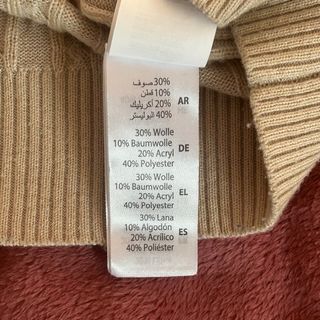 30% صوف
10% قطن
20% أكريليك
40% البوليستر
AR
30% Wolle
10% Baumwolle
20% Acryl
40% Polyester
DE
30% Wolle
10% Baumwolle
20% Acryl
40% Polyester
EL
30% Lana
10% Algodón
20% Acrílico
40% Poliéster
ES